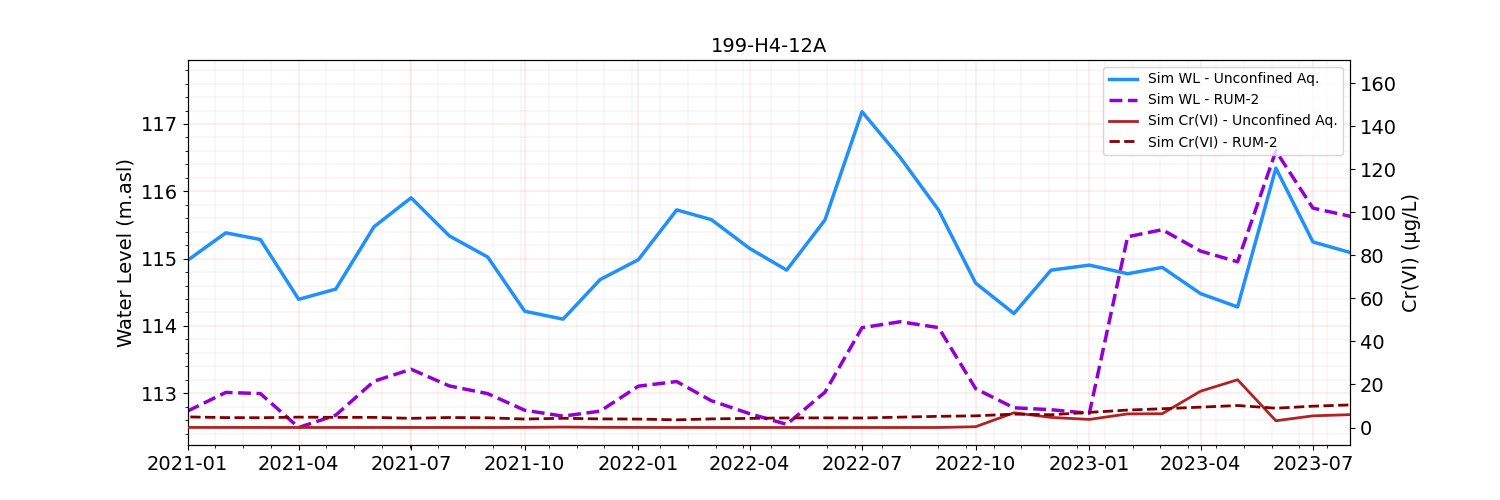 199-H4-12A
Water Level (m.asl)
117
116
115
114
113
Sim WL - Unconfined Aq.
Sim WL - RUM-2
Sim Cr(VI) - Unconfined Aq.
Sim Cr(VI) - RUM-2
160
140
120
100
80
60
40
20
0
Cr(VI) (μg/L)
2021-01 2021-04 2021-07 2021-10 2022-01 2022-04 2022-07 2022-10 2023-01 2023-04 2023-07